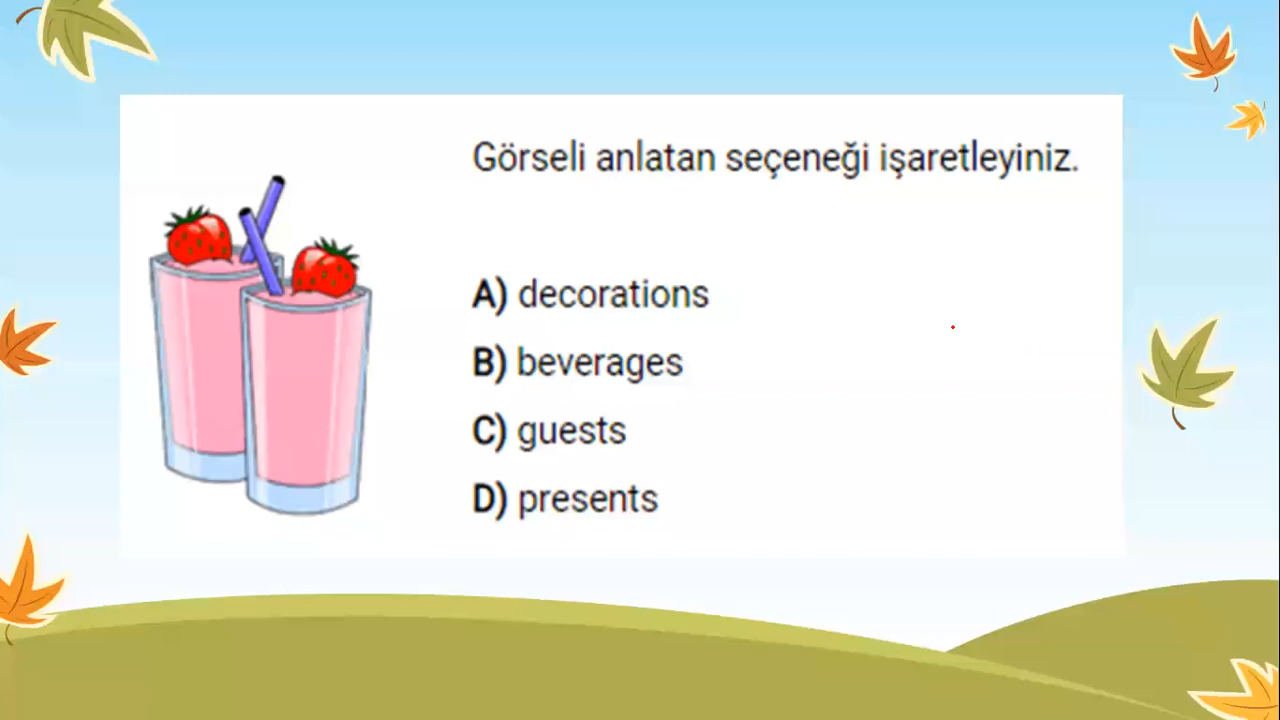 Görseli anlatan seçeneği işaretleyiniz.
A) decorations
B) beverages
C) guests
D) presents